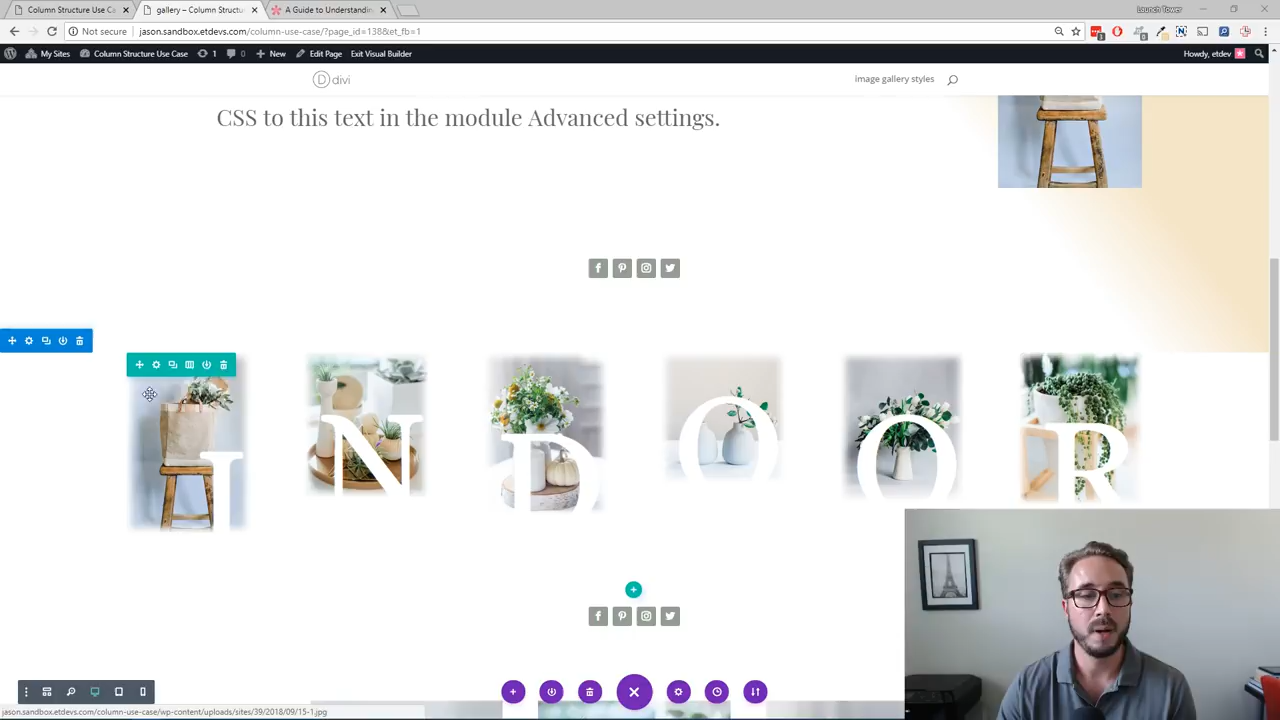 Launch Tower
Column Structure Use Ca
gallery – Column Structu
A Guide to Understandin
Not secure
jason.sandbox.etdevs.com/column-use-case/?page_id=138&et_fb=1
My Sites
Column Structure Use Case
1
0
New
Edit Page
Exit Visual Builder
Howdy, etdev
D divi
image gallery styles
CSS to this text in the module Advanced settings.
I N D O O R
jason.sandbox.etdevs.com/column-use-case/wp-content/uploads/sites/39/2018/09/15-1.jpg